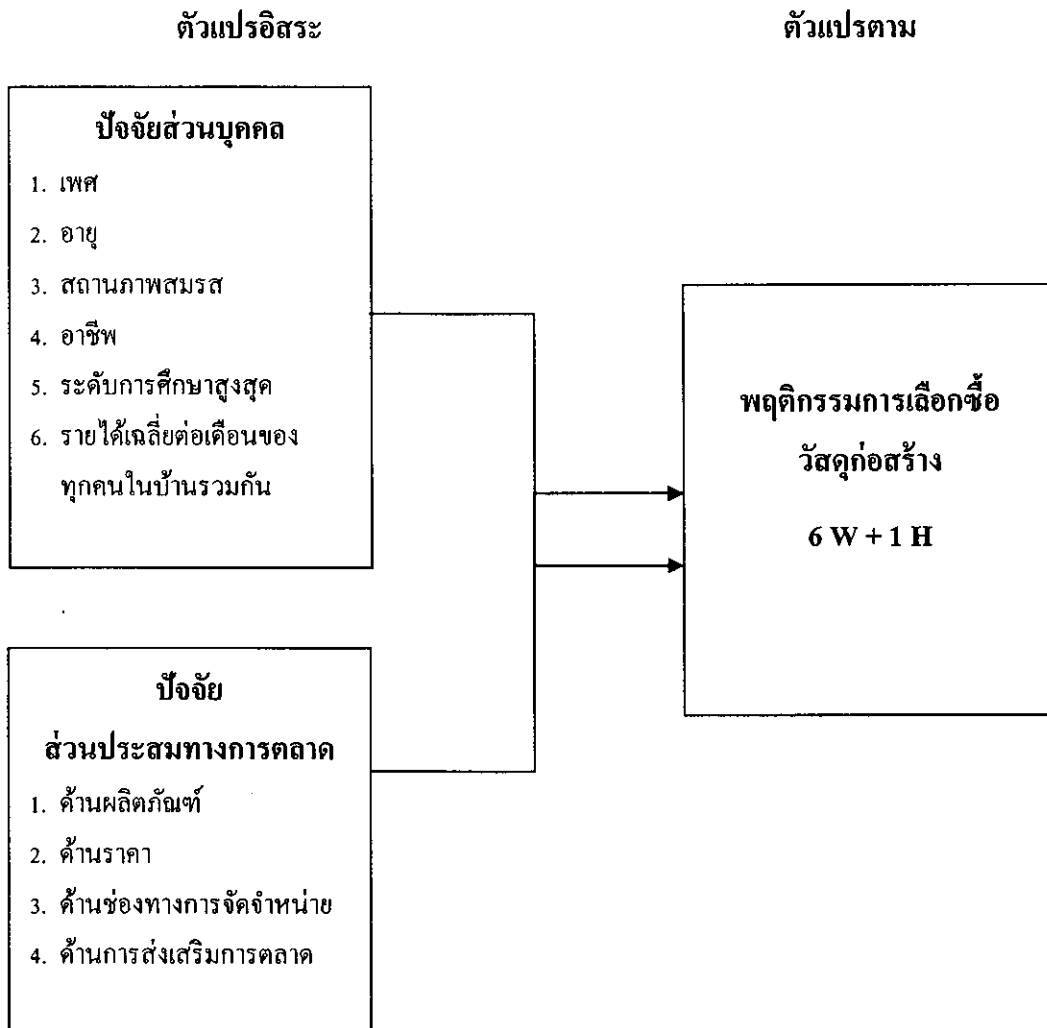 ตัวแปรอิสระ
ตัวแปรตาม
ปัจจัยส่วนบุคคล
1. เพศ
2. อายุ
3. สถานภาพสมรส
4. อาชีพ
5. ระดับการศึกษาสูงสุด
6. รายได้เฉลี่ยต่อเดือนของ
ทุกคนในบ้านรวมกัน
ปัจจัย
ส่วนประสมทางการตลาด
1. ด้านผลิตภัณฑ์
2. ด้านราคา
3. ด้านช่องทางการจัดจำหน่าย
4. ด้านการส่งเสริมการตลาด
พฤติกรรมการเลือกซื้อ
วัสดุก่อสร้าง
6 W + 1 H